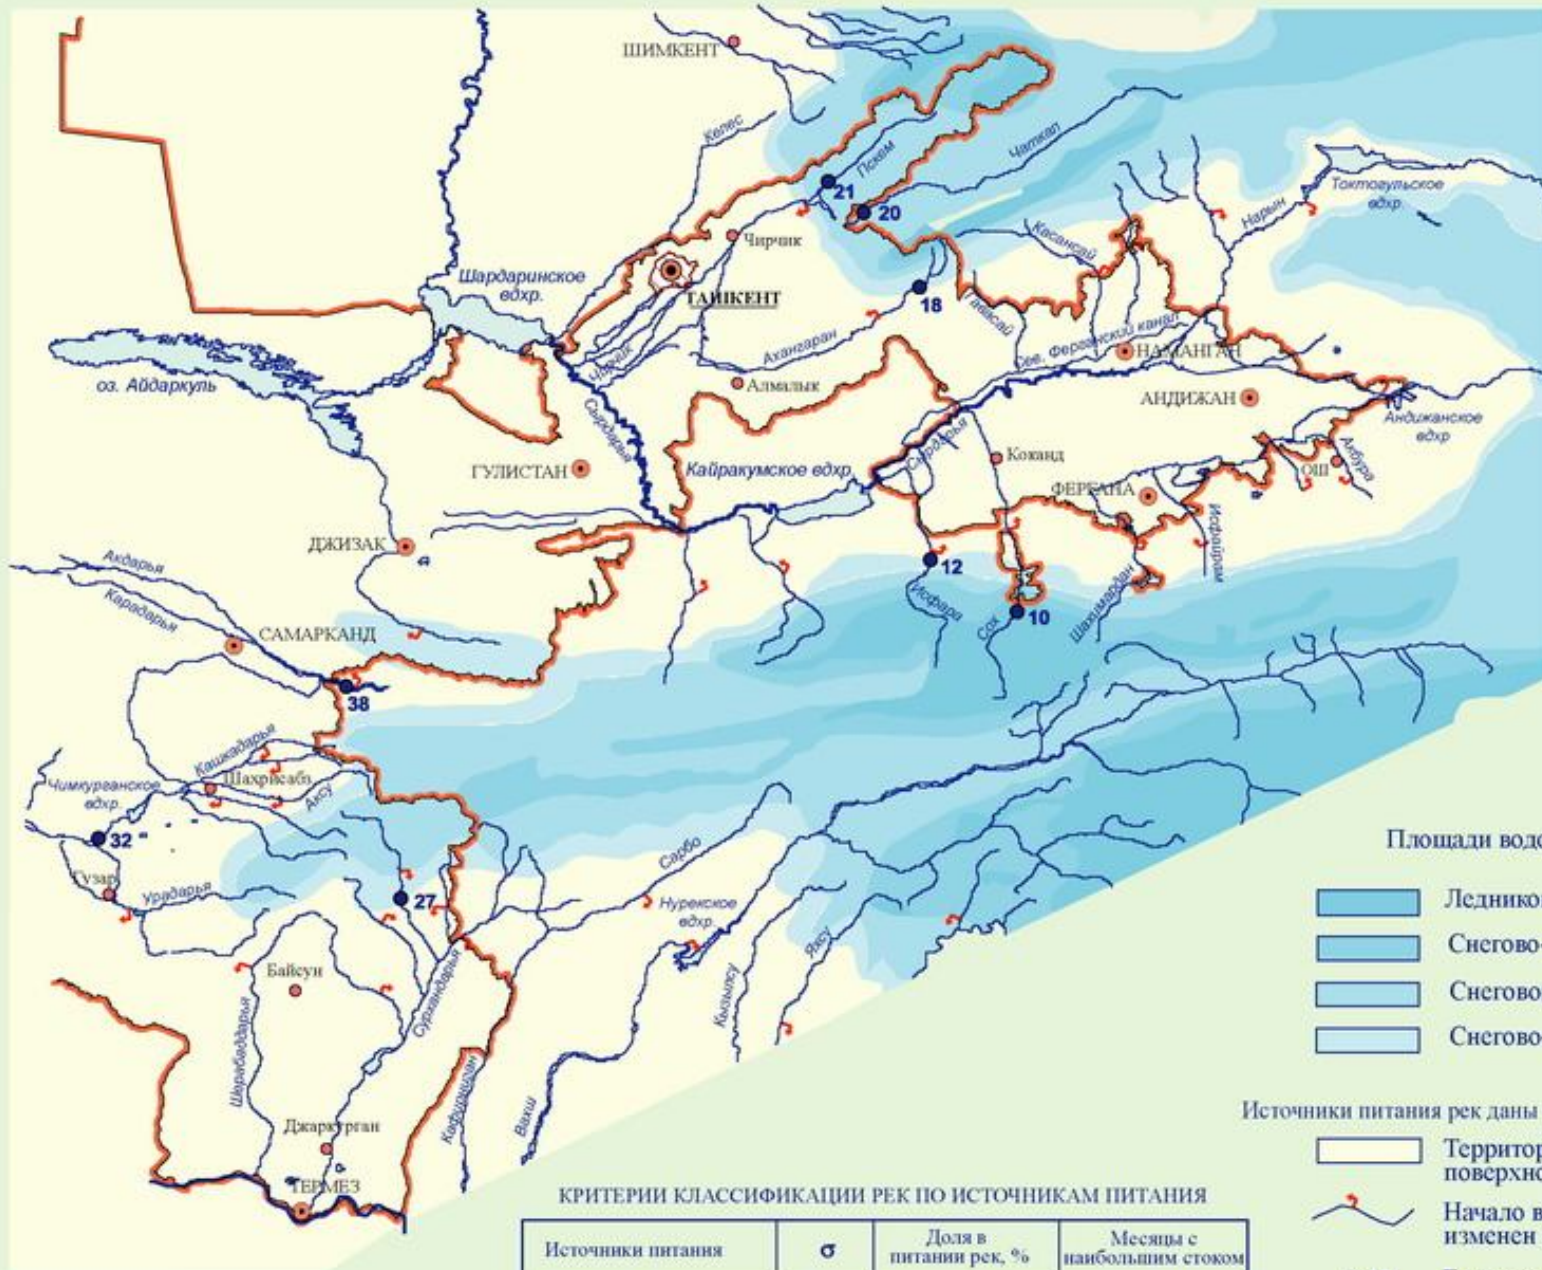 ШИМКЕНТ
Келес
Пскем
Чаткал
21
20
Токтогульское
вдхр.
Нарын
Касансай
Чирчик
Шардаринское
вдхр.
ТАШКЕНТ
18
Гавасай
Сев. Ферганский канал
Ахангаран
НАМАНГАН
Чирчик
оз. Айдаркуль
Алмалык
АНДИЖАН
Андижанское
вдхр
Сырдарья
Сырдарья
Акбура
ГУЛИСТАН
Кайракумское вдхр.
Коканд
ОШ
ФЕРГАНА
Исфайрам
ДЖИЗАК
Акдарья
12
Исфара
Шахимардан
Карадарья
10
Сох
САМАРКАНД
38
Кашкадарья
Чимкурганское
вдхр.
Шахрисабз
Аксу
32
Сарбо
Площади водо
Гузар
Урадарья
27
Нурекское
вдхр.
Леднико
Яхсу
Снегово-
Байсун
Сурхандарья
Кызылсу
Снегово
Снегово-
Шерабаддарья
Кафирниган
Вахш
Источники питания рек даны
Джаркурган
Территор
поверхно
ТЕРМЕЗ
КРИТЕРИИ КЛАССИФИКАЦИИ РЕК ПО ИСТОЧНИКАМ ПИТАНИЯ
Начало в
изменен
Источники питания
σ
Доля в
питании рек, %
Месяцы с
наибольшим стоком